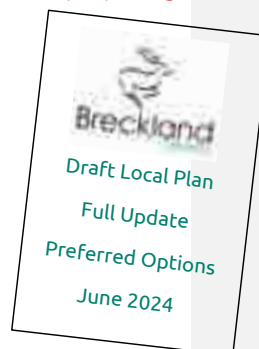 Breckland
Draft Local Plan
Full Update
Preferred Options
June 2024